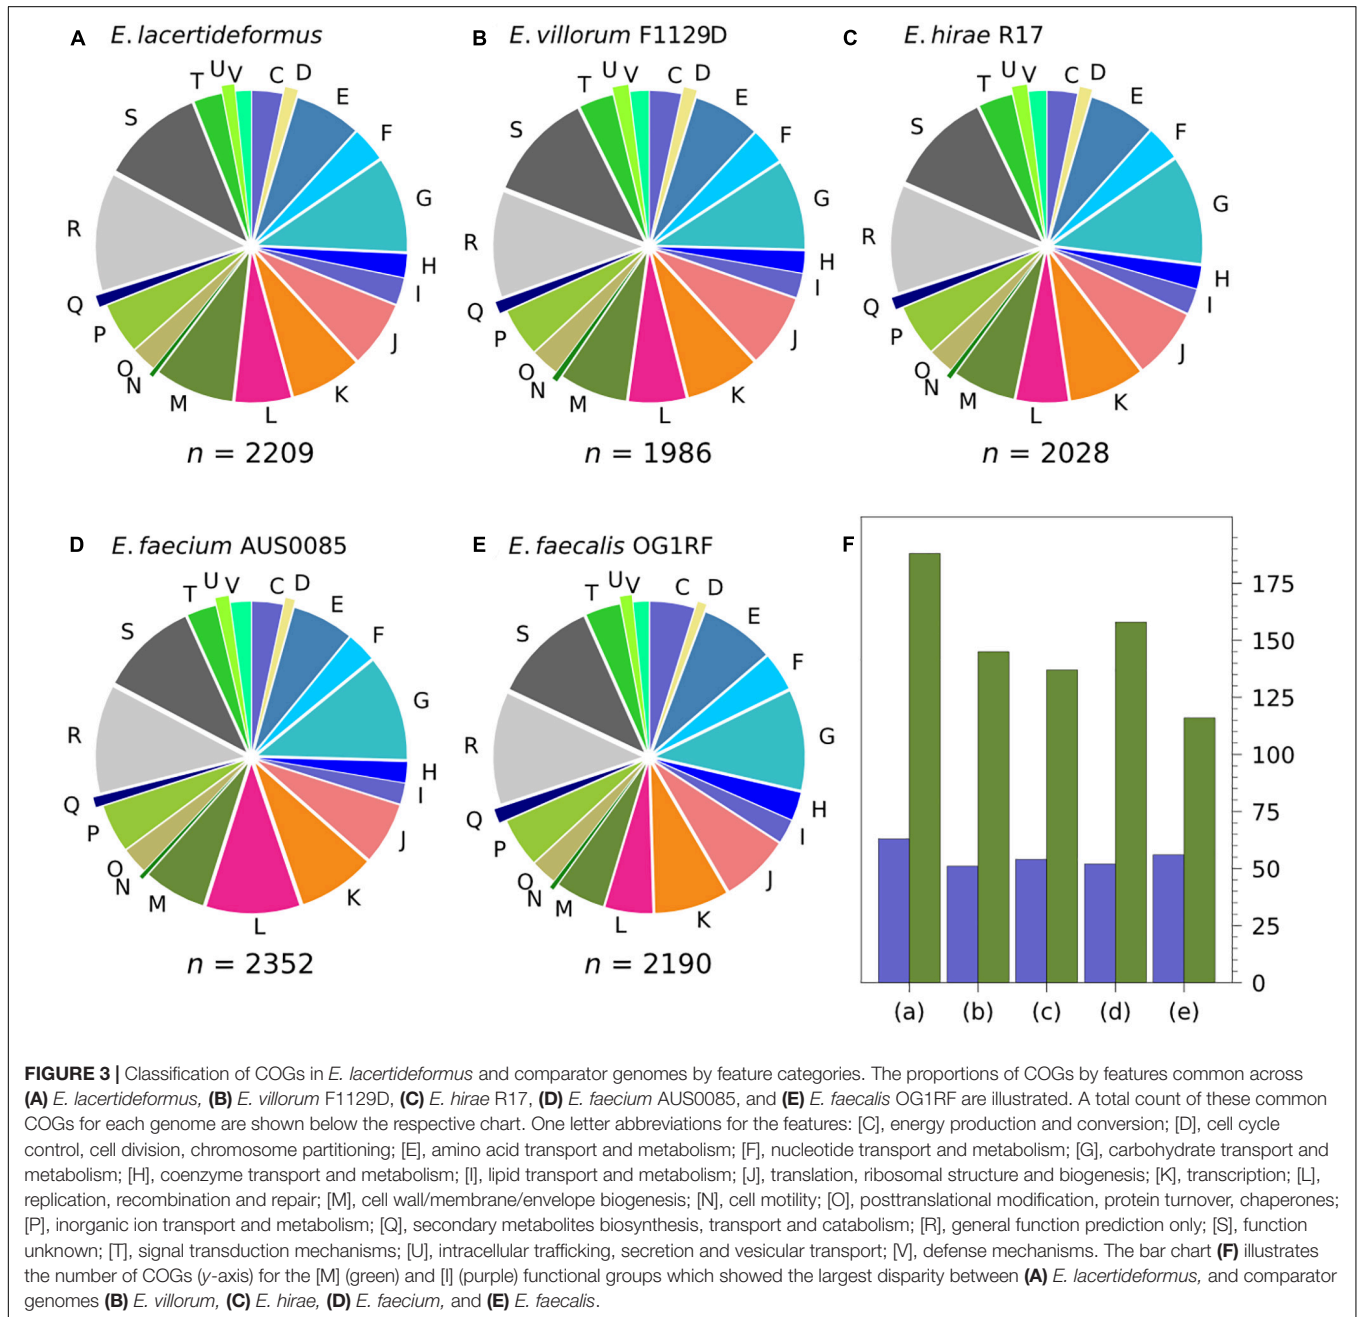 A E. lacertideformus
B E. villorum F1129D
C E. hirae R17
T U V C D E F G H I J K L M N O P Q R S
n = 2209
T U V C D E F G H I J K L M N O P Q R S
n = 1986
T U V C D E F G H I J K L M N O P Q R S
n = 2028
D E. faecium AUS0085
E E. faecalis OG1RF
F
T U V C D E F G H I J K L M N O P Q R S
n = 2352
T U V C D E F G H I J K L M N O P Q R S
n = 2190
175
150
125
100
75
50
25
0
(a) (b) (c) (d) (e)
FIGURE 3 | Classification of COGs in E. lacertideformus and comparator genomes by feature categories. The proportions of COGs by features common across
(A) E. lacertideformus, (B) E. villorum F1129D, (C) E. hirae R17, (D) E. faecium AUS0085, and (E) E. faecalis OG1RF are illustrated. A total count of these common
COGs for each genome are shown below the respective chart. One letter abbreviations for the features: [C], energy production and conversion; [D], cell cycle
control, cell division, chromosome partitioning; [E], amino acid transport and metabolism; [F], nucleotide transport and metabolism; [G], carbohydrate transport and
metabolism; [H], coenzyme transport and metabolism; [I], lipid transport and metabolism; [J], translation, ribosomal structure and biogenesis; [K], transcription; [L],
replication, recombination and repair; [M], cell wall/membrane/envelope biogenesis; [N], cell motility; [O], posttranslational modification, protein turnover, chaperones;
[P], inorganic ion transport and metabolism; [Q], secondary metabolites biosynthesis, transport and catabolism; [R], general function prediction only; [S], function
unknown; [T], signal transduction mechanisms; [U], intracellular trafficking, secretion and vesicular transport; [V], defense mechanisms. The bar chart (F) illustrates
the number of COGs (y-axis) for the [M] (green) and [I] (purple) functional groups which showed the largest disparity between (A) E. lacertideformus, and comparator
genomes (B) E. villorum, (C) E. hirae, (D) E. faecium, and (E) E. faecalis.